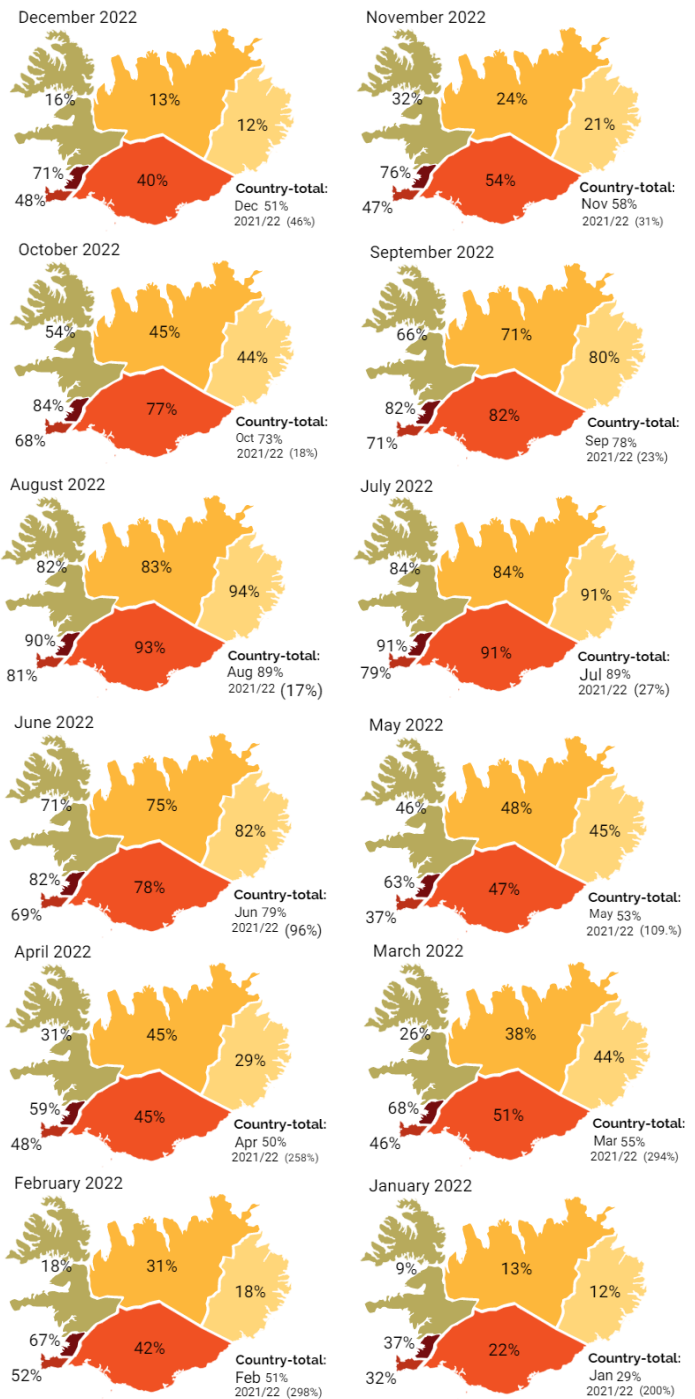 December 2022
16%
13%
12%
71%
40%
48%
Country-total:
Dec 51%
2021/22 (46%)
November 2022
32%
24%
21%
76%
54%
47%
Country-total:
Nov 58%
2021/22 (31%)
October 2022
54%
45%
44%
84%
77%
68%
Country-total:
Oct 73%
2021/22 (18%)
September 2022
66%
71%
80%
82%
82%
71%
Country-total:
Sep 78%
2021/22 (23%)
August 2022
82%
83%
94%
90%
93%
81%
Country-total:
Aug 89%
2021/22 (17%)
July 2022
84%
84%
91%
91%
91%
79%
Country-total:
Jul 89%
2021/22 (27%)
June 2022
71%
75%
82%
82%
78%
69%
Country-total:
Jun 79%
2021/22 (96%)
May 2022
46%
48%
45%
63%
47%
37%
Country-total:
May 53%
2021/22 (109.%)
April 2022
31%
45%
29%
59%
45%
48%
Country-total:
Apr 50%
2021/22 (258%)
March 2022
26%
38%
44%
68%
51%
46%
Country-total:
Mar 55%
2021/22 (294%)
February 2022
18%
31%
18%
67%
42%
52%
Country-total:
Feb 51%
2021/22 (298%)
January 2022
9%
13%
12%
37%
22%
32%
Country-total:
Jan 29%
2021/22 (200%)